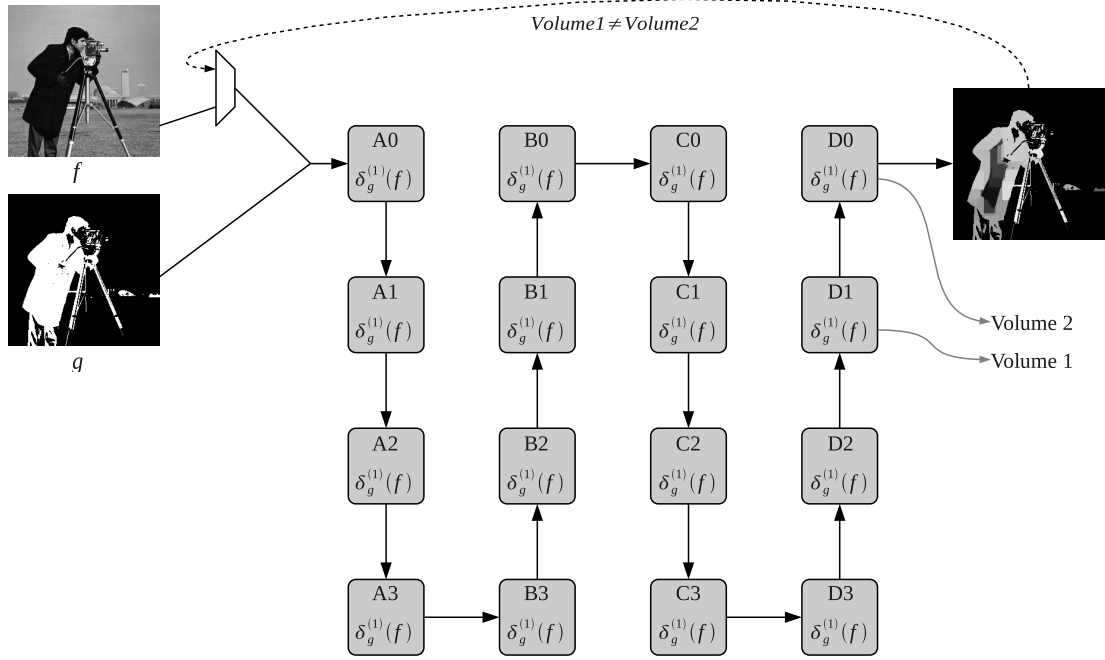 Volume1≠Volume2
f
g
A0
δg(1)(f)
B0
δg(1)(f)
C0
δg(1)(f)
D0
δg(1)(f)
A1
δg(1)(f)
B1
δg(1)(f)
C1
δg(1)(f)
D1
δg(1)(f)
Volume 2
Volume 1
A2
δg(1)(f)
B2
δg(1)(f)
C2
δg(1)(f)
D2
δg(1)(f)
A3
δg(1)(f)
B3
δg(1)(f)
C3
δg(1)(f)
D3
δg(1)(f)